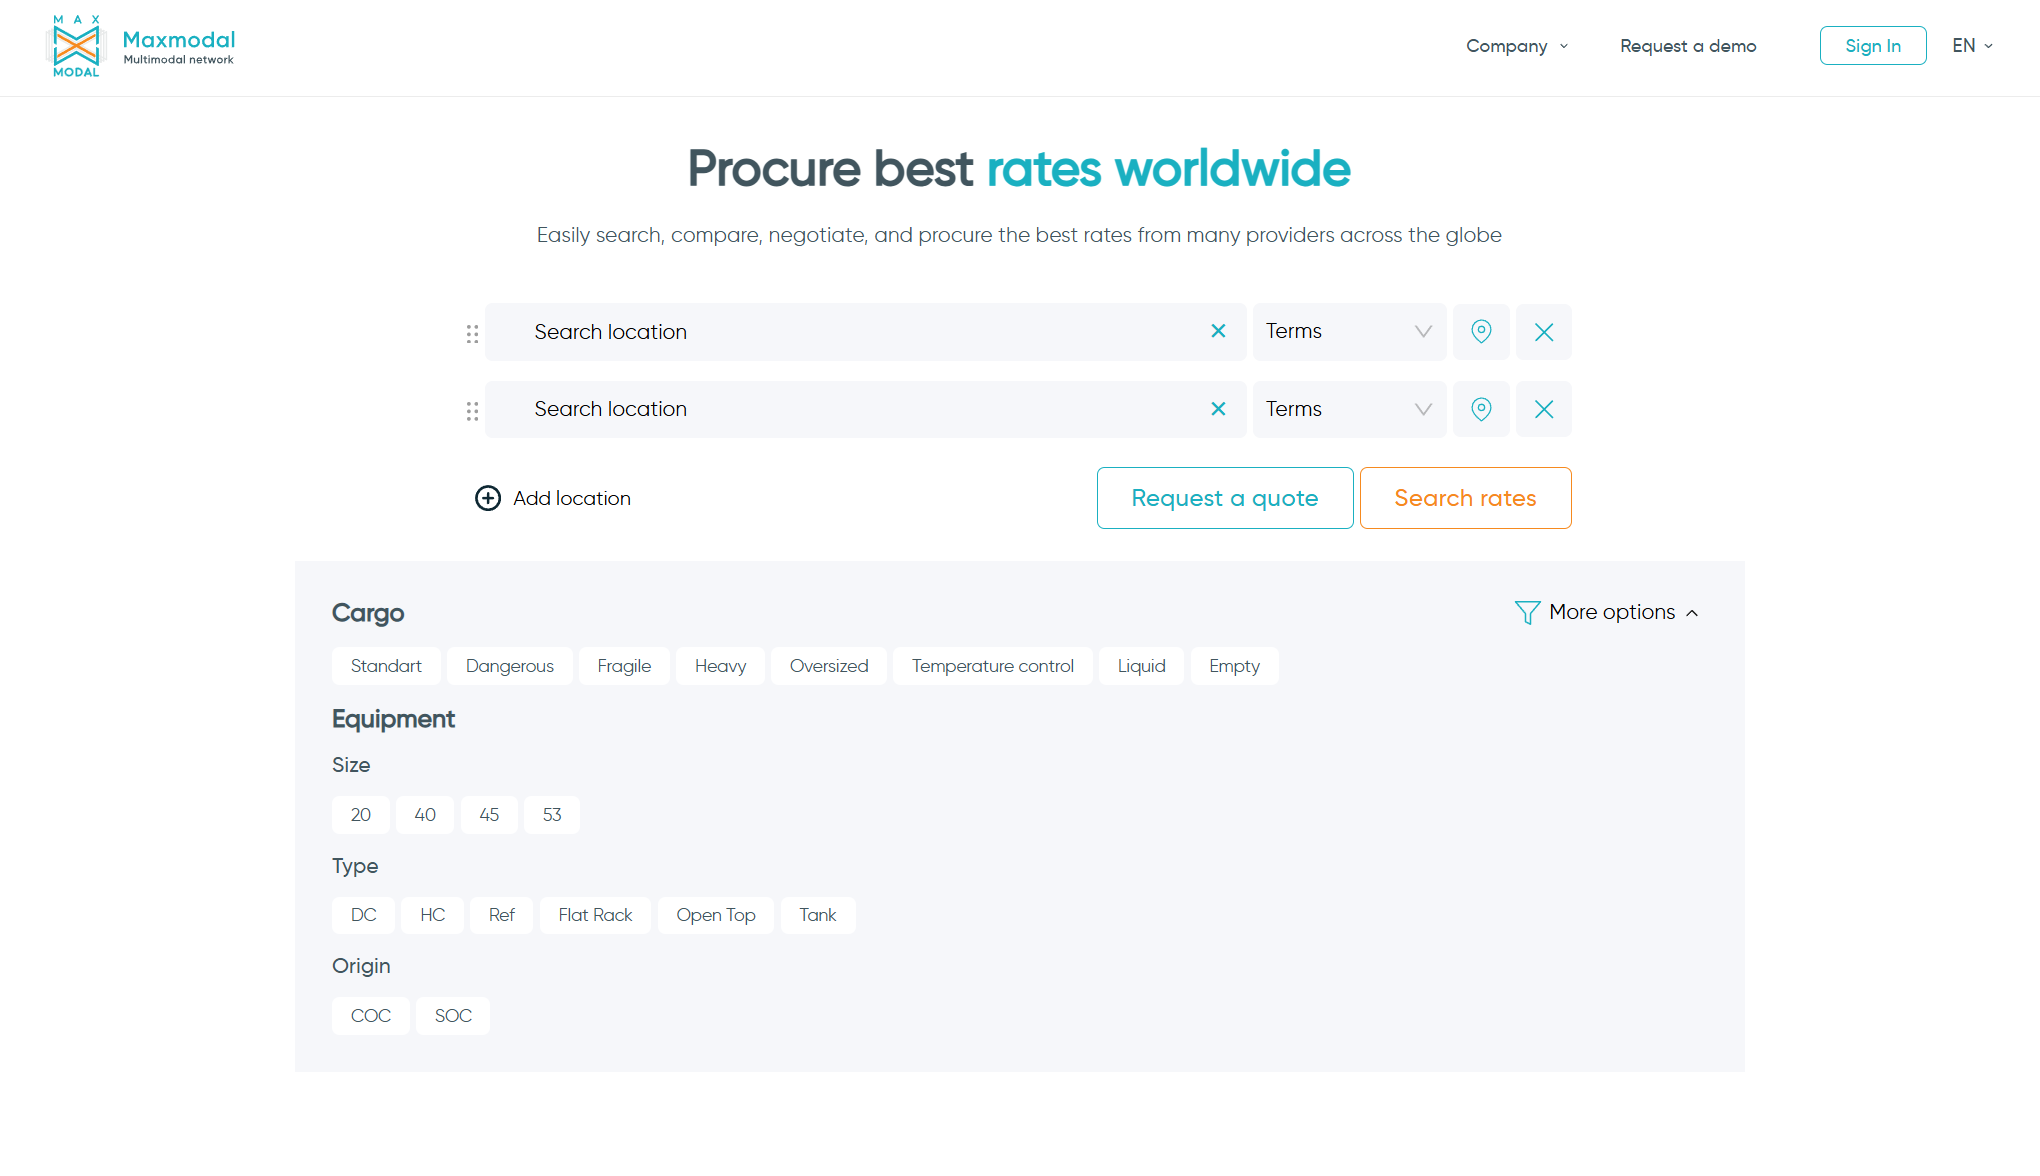 MAX
MODAL
Maxmodal
Multimodal network
Company
Request a demo
Sign In
EN
Procure best rates worldwide
Easily search, compare, negotiate, and procure the best rates from many providers across the globe
Search location
Terms
Search location
Terms
Add location
Request a quote
Search rates
Cargo
More options
Standart Dangerous Fragile Heavy Oversized Temperature control Liquid Empty
Equipment
Size
20 40 45 53
Type
DC HC Ref Flat Rack Open Top Tank
Origin
COC SOC